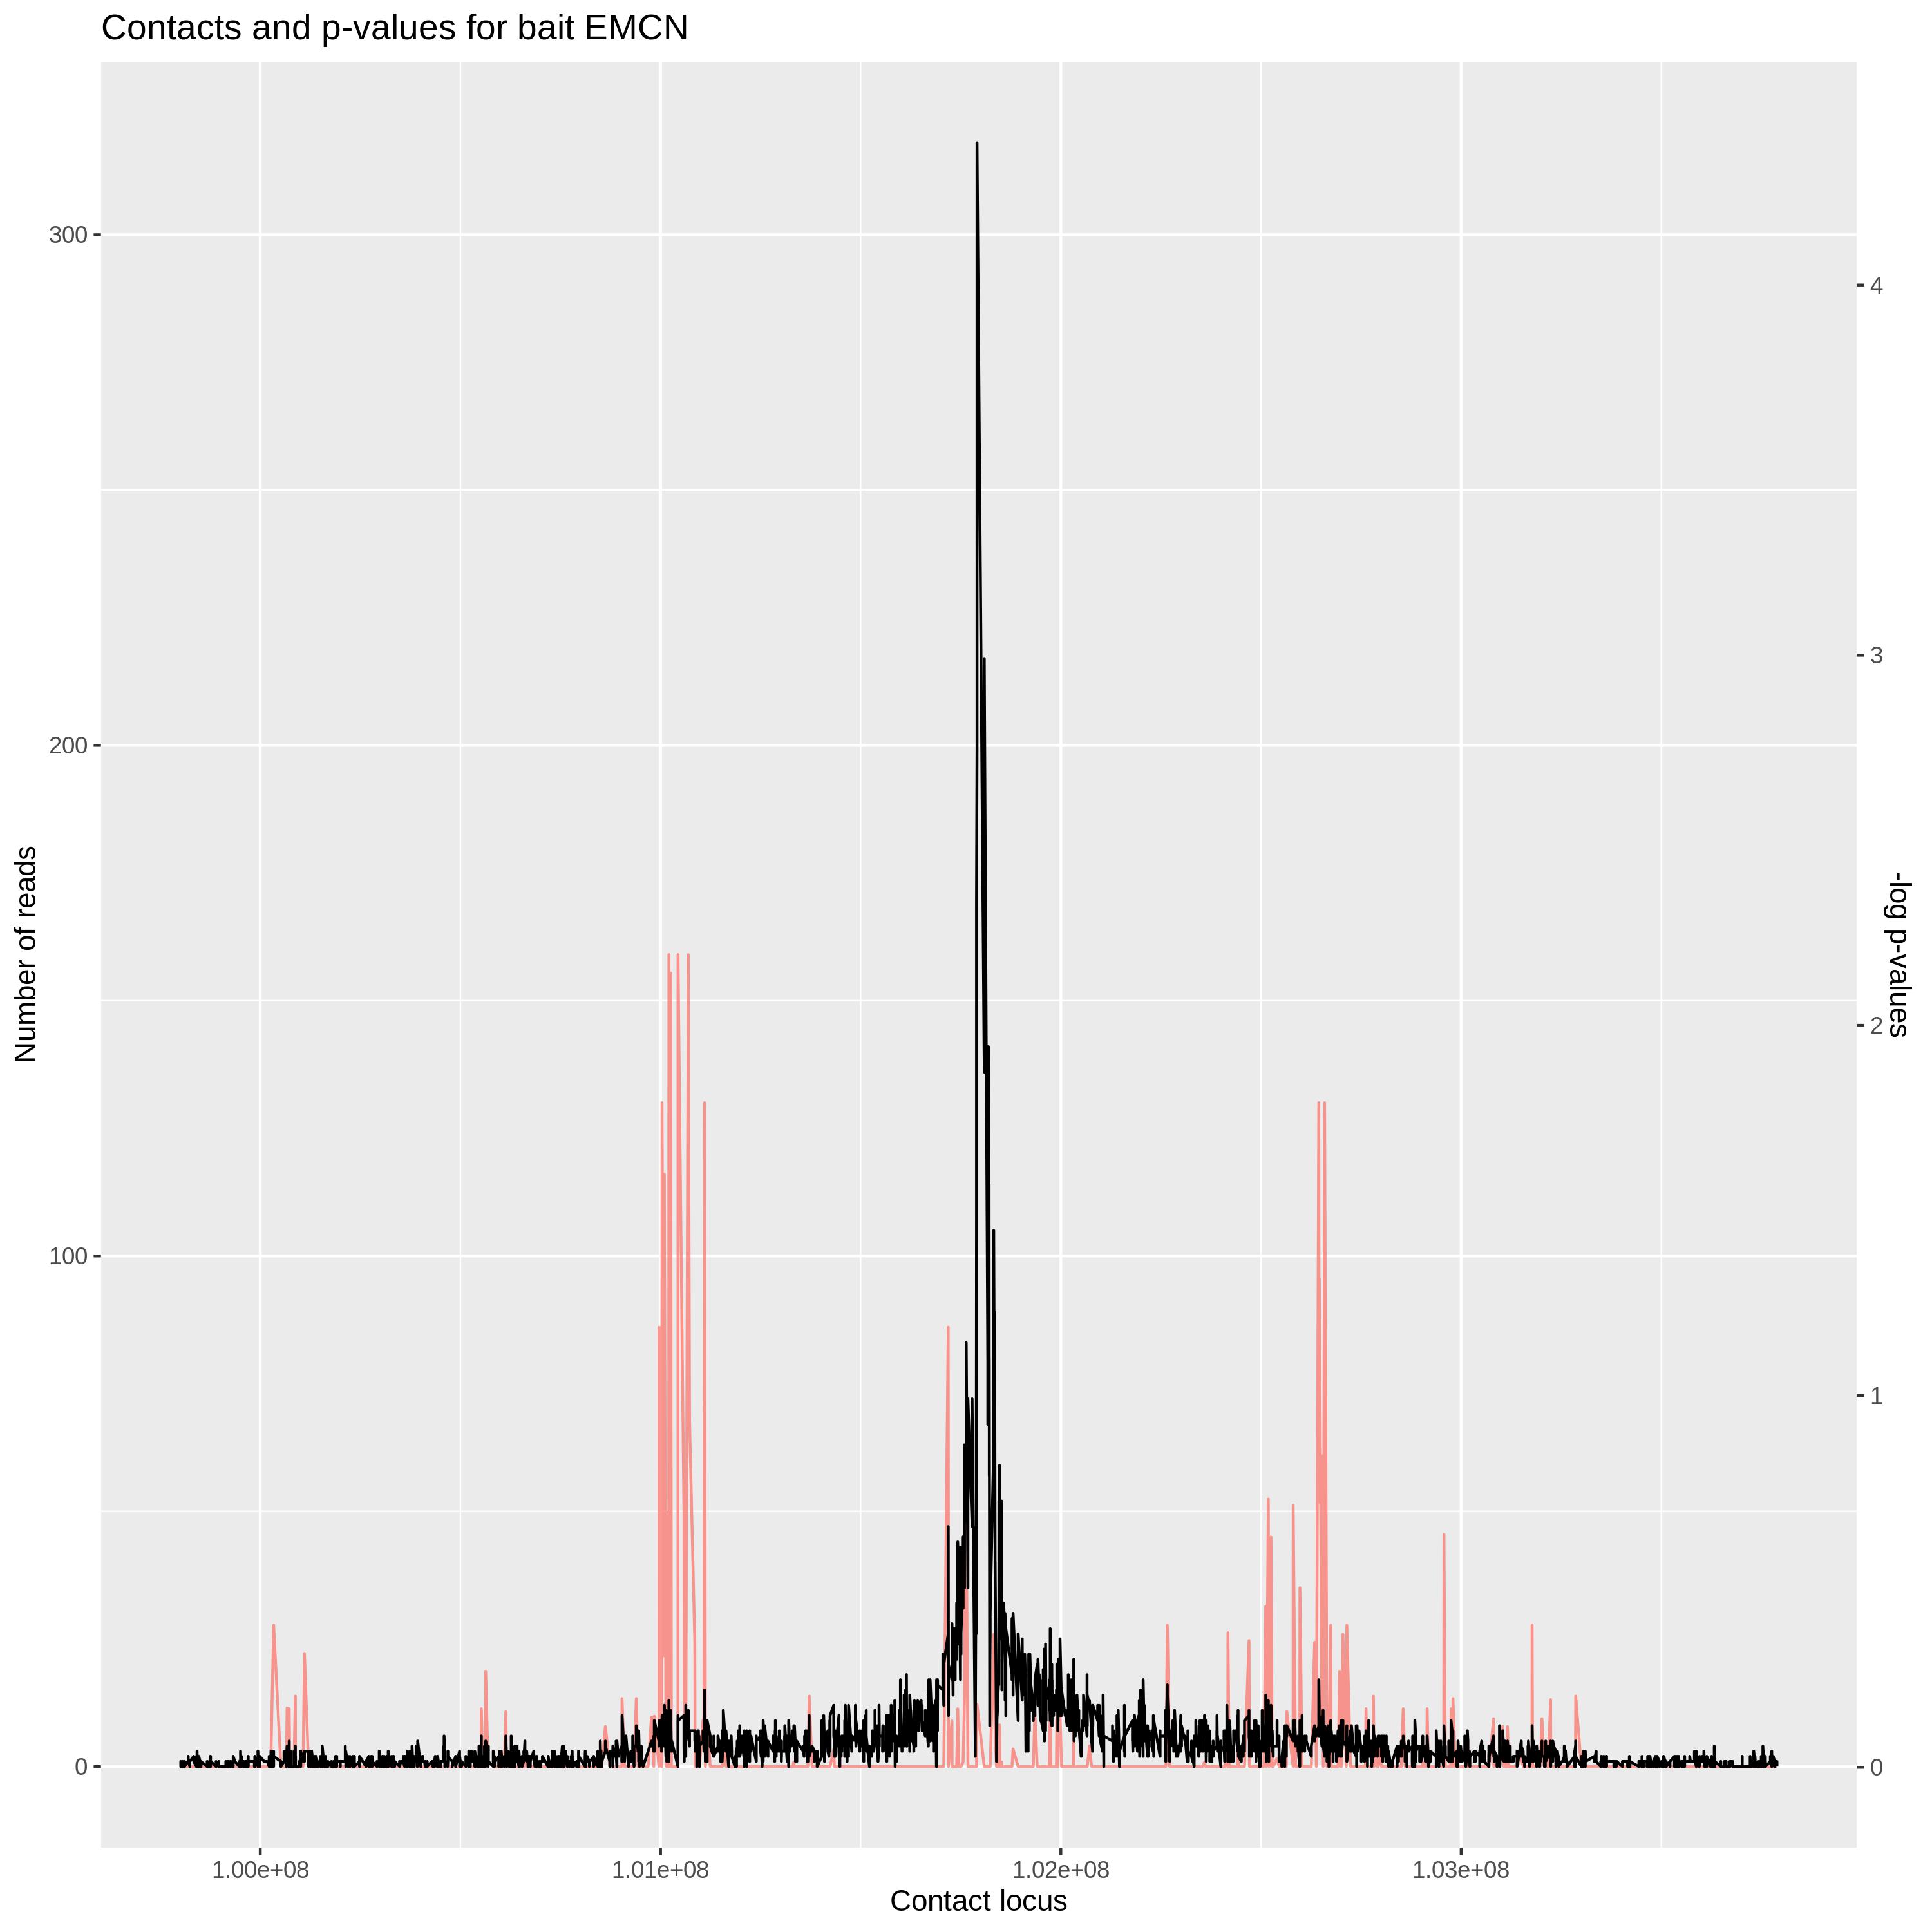 Contacts and p-values for bait EMCN
Number of reads
300
200
100
0
4
3
2
1
0
-log p-values
1.00e+08 1.01e+08 1.02e+08 1.03e+08
Contact locus